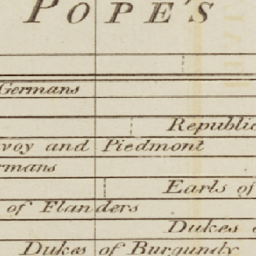 POPE'S
Germans
Republic
voy and Piedmont
rmans
Earls of
of Flanders
Dukes
Dukes of Burgundy